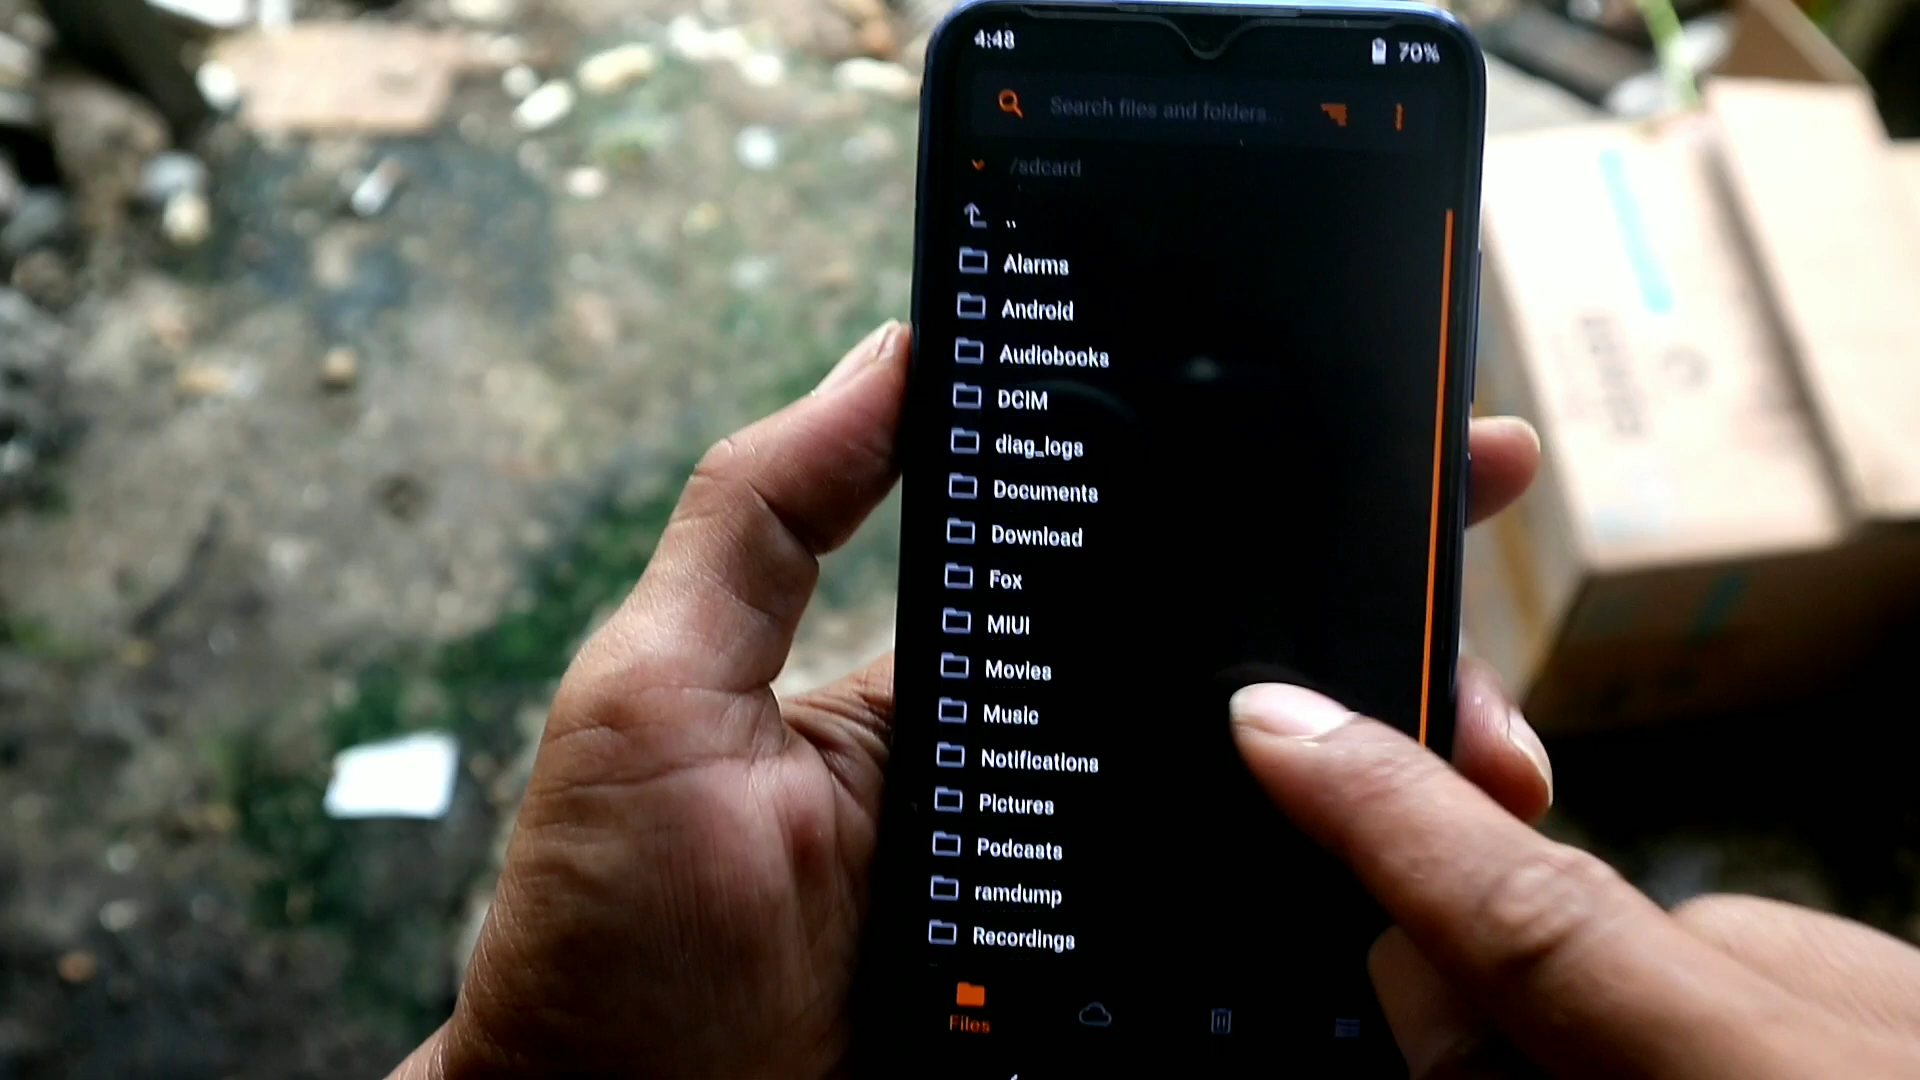 4:48
70%
Search files and folders...
/sdcard
..
Alarms
Android
Audiobooks
DCIM
diag_logs
Documents
Download
Fox
MIUI
Movies
Music
Notifications
Pictures
Podcasts
ramdump
Recordings
Files